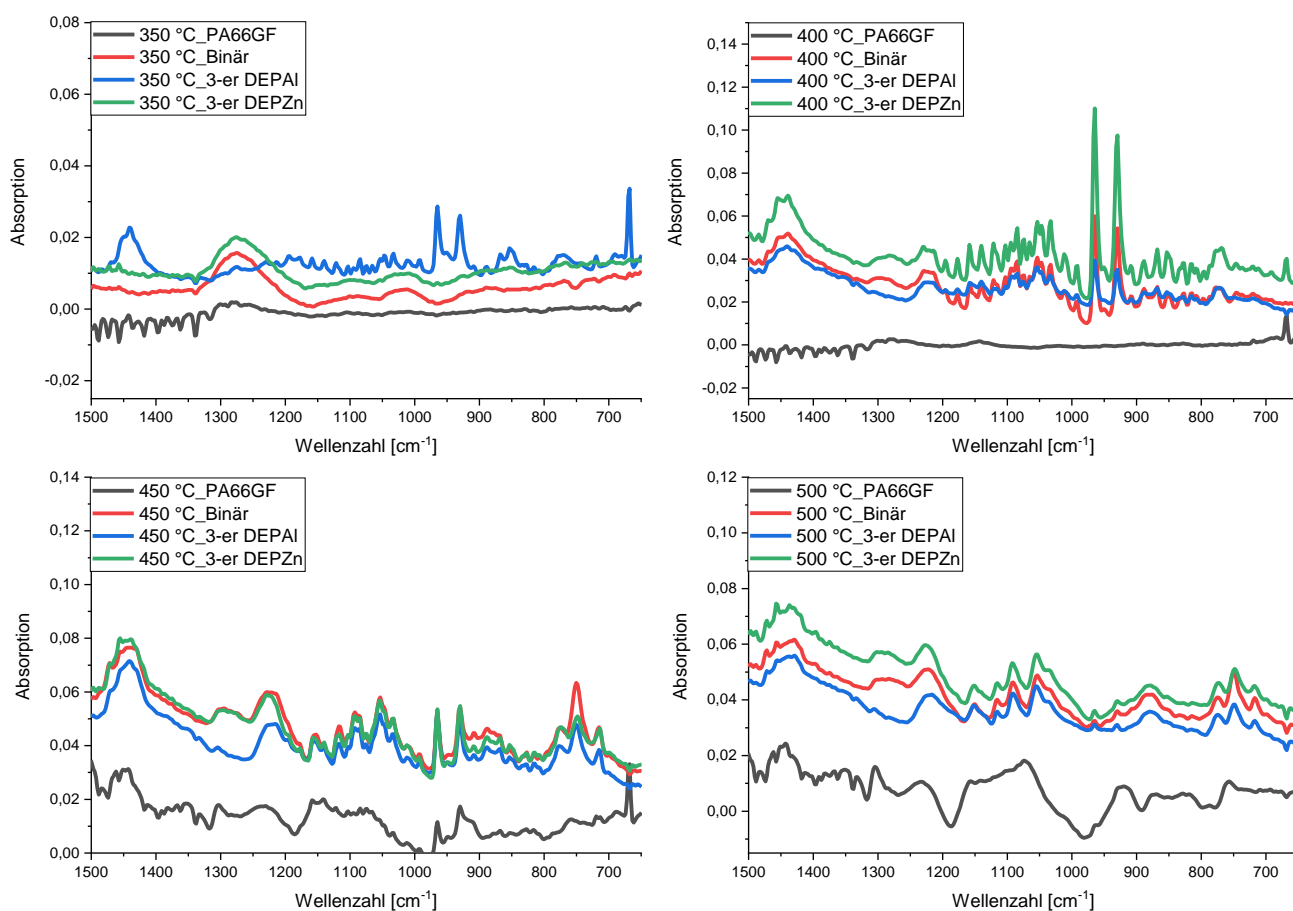 0,08
0,06
0,04
0,02
0,00
-0,02
Absorption
350 °C_PA66GF
350 °C_Binär
350 °C_3-er DEPAl
350 °C_3-er DEPZn
1500 1400 1300 1200 1100 1000 900 800 700
Wellenzahl [cm-1]
0,14
0,12
0,10
0,08
0,06
0,04
0,02
0,00
-0,02
Absorption
400 °C_PA66GF
400 °C_Binär
400 °C_3-er DEPAl
400 °C_3-er DEPZn
1500 1400 1300 1200 1100 1000 900 800 700
Wellenzahl [cm-1]
0,14
0,12
0,10
0,08
0,06
0,04
0,02
0,00
Absorption
450 °C_PA66GF
450 °C_Binär
450 °C_3-er DEPAl
450 °C_3-er DEPZn
1500 1400 1300 1200 1100 1000 900 800 700
Wellenzahl [cm-1]
0,12
0,10
0,08
0,06
0,04
0,02
0,00
Absorption
500 °C_PA66GF
500 °C_Binär
500 °C_3-er DEPAl
500 °C_3-er DEPZn
1500 1400 1300 1200 1100 1000 900 800 700
Wellenzahl [cm-1]